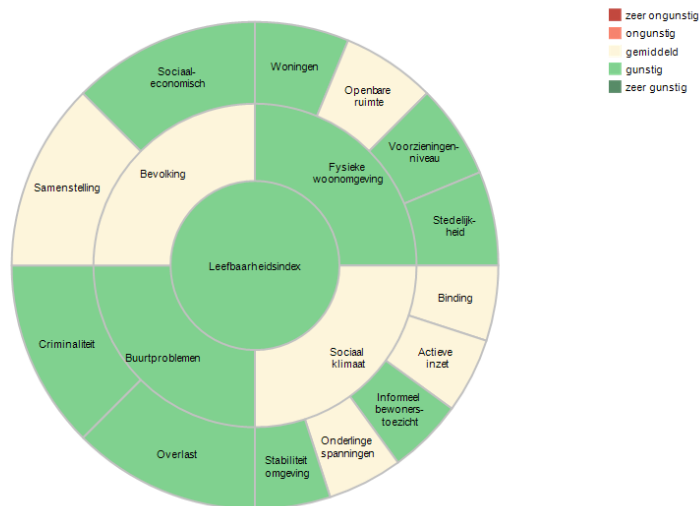 zeer ongunstig
ongunstig
gemiddeld
gunstig
zeer gunstig
Sociaal-
economisch
Woningen
Openbare
ruimte
Voorzieningen-
niveau
Stedelijk-
heid
Samenstelling
Bevolking
Fysieke
woonomgeving
Leefbaarheidsindex
Criminaliteit
Buurtproblemen
Sociaal
klimaat
Binding
Actieve
inzet
Informeel
bewoners-
toezicht
Onderlinge
spanningen
Stabiliteit
omgeving
Overlast